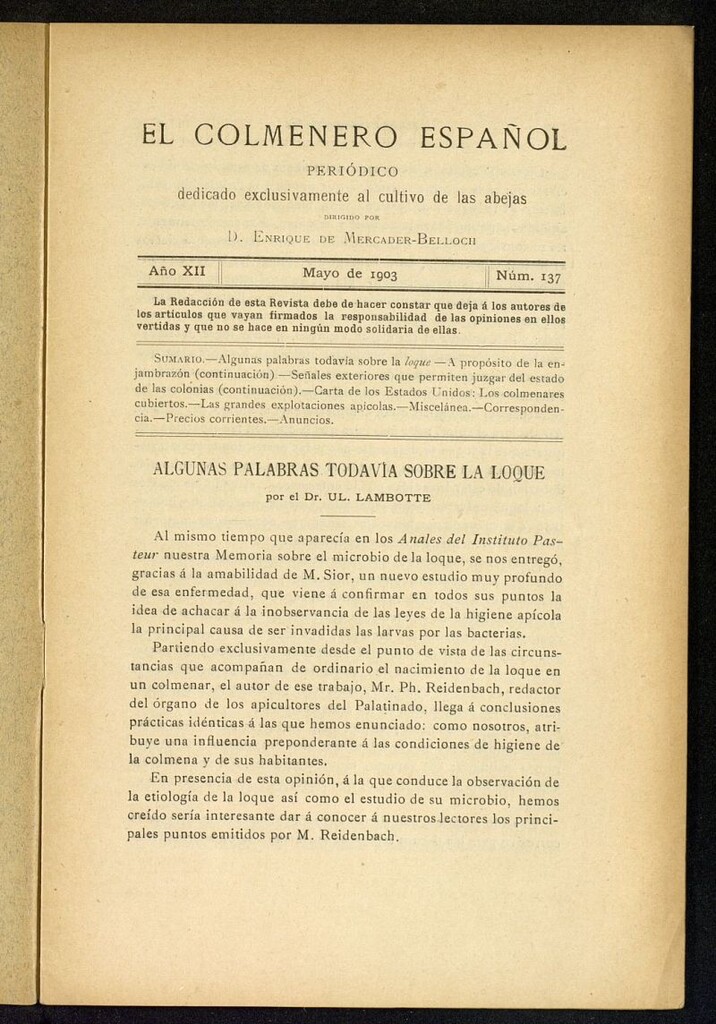 EL COLMENERO ESPAÑOL
PERIÓDICO
dedicado exclusivamente al cultivo de las abejas
DIRIGIDO POR
D. ENRIQUE DE MERCADER-BELLOCH
Año XII
Mayo de 1903
Núm. 137
La Redacción de esta Revista debe de hacer constar que deja á los autores de
los artículos que vayan firmados la responsabilidad de las opiniones en ellos
vertidas y que no se hace en ningún modo solidaria de ellas.
SUMARIO.—Algunas palabras todavía sobre la loque—A propósito de la en-
jambrazón (continuación)—Señales exteriores que permiten juzgar del estado
de las colonias (continuación).—Carta de los Estados Unidos: Los colmenares
cubiertos.—Las grandes explotaciones apícolas.—Miscelánea.—Corresponden-
cia.—Precios corrientes.—Anuncios.
ALGUNAS PALABRAS TODAVÍA SOBRE LA LOQUE
por el Dr. UL. LAMBOTTE
Al mismo tiempo que aparecía en los Anales del Instituto Pas-
teur nuestra Memoria sobre el microbio de la loque, se nos entregó,
gracias á la amabilidad de M. Sior, un nuevo estudio muy profundo
de esa enfermedad, que viene á confirmar en todos sus puntos la
idea de achacar á la inobservancia de las leyes de la higiene apícola
la principal causa de ser invadidas las larvas por las bacterias.
Partiendo exclusivamente desde el punto de vista de las circuns-
tancias que acompañan de ordinario el nacimiento de la loque en
un colmenar, el autor de ese trabajo, Mr. Ph. Reidenbach, redactor
del órgano de los apicultores del Palatinado, llega á conclusiones
prácticas idénticas á las que hemos enunciado: como nosotros, atri-
buye una influencia preponderante á las condiciones de higiene de
la colmena y de sus habitantes.
En presencia de esta opinión, á la que conduce la observación de
la etiología de la loque así como el estudio de su microbio, hemos
creído sería interesante dar á conocer á nuestros lectores los princi-
pales puntos emitidos por M. Reidenbach.